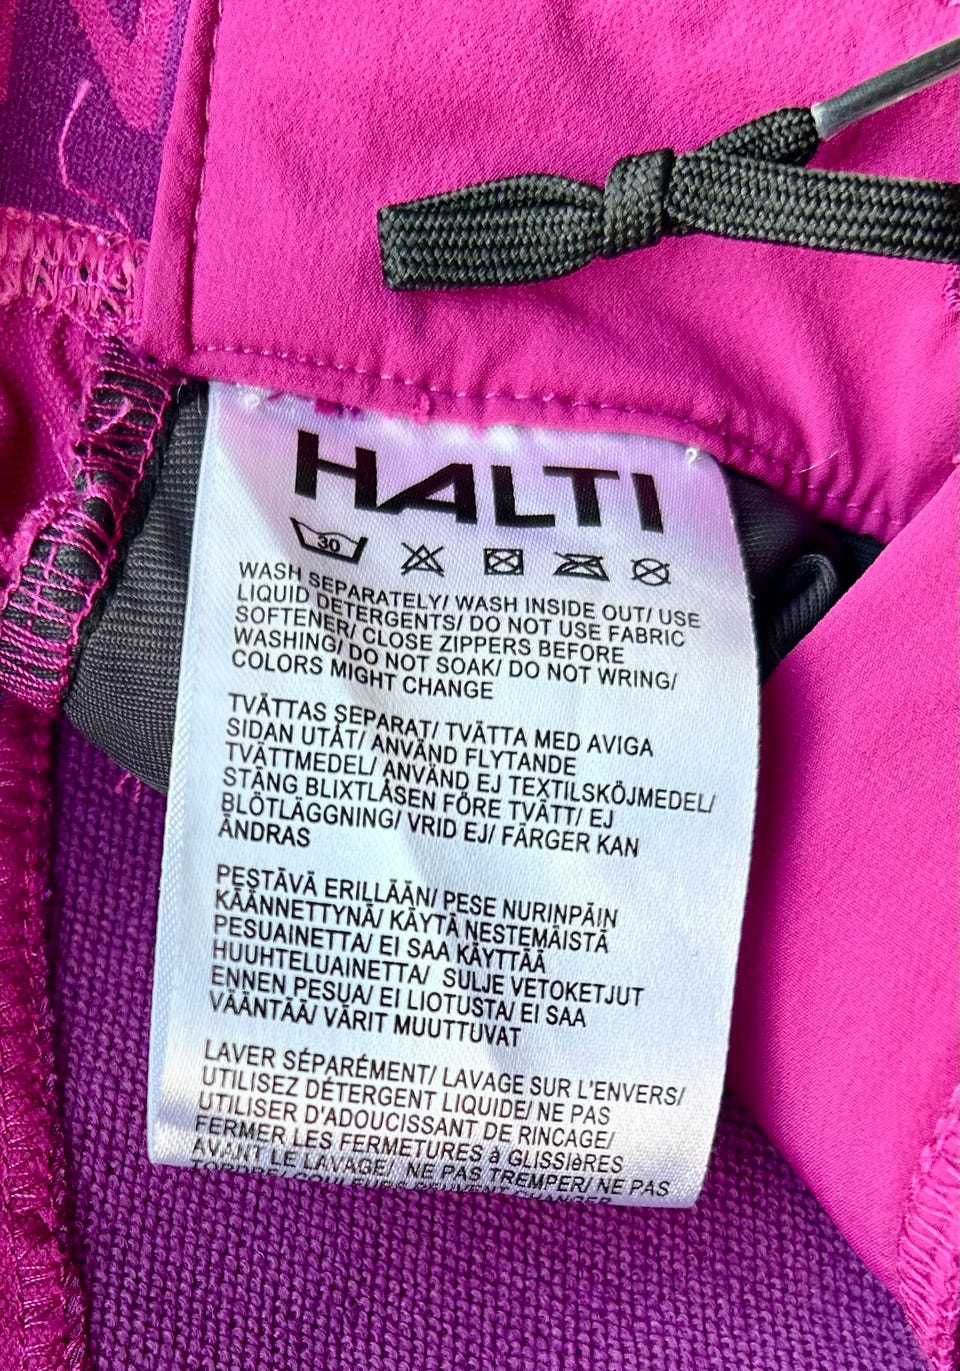 HALTI
30
WASH SEPARATELY/ WASH INSIDE OUT/ USE
LIQUID DETERGENTS/ DO NOT USE FABRIC
SOFTENER/ CLOSE ZIPPERS BEFORE
WASHING/ DO NOT SOAK/ DO NOT WRING/
COLORS MIGHT CHANGE
TVÄTTAS SEPARAT/ TVÄTTA MED AVIGA
SIDAN UTÅT/ ANVÄND FLYTANDE
TVÄTTMEDEL/ ANVÄND EJ TEXTILSKÖJMEDEL/
STÄNG BLIXTLÅSEN FÖRE TVÄTT/ EJ
BLÖTLÄGGNING/ VRID EJ/ FÄRGER KAN
ÄNDRAS
PESTÄVÄ ERILLÄÄN/ PESE NURINPÄIN
KÄÄNNETTYNÄ/ KÄYTÄ NESTEMÄISTÄ
PESUAINETTA/ EI SAA KÄYTTÄÄ
HUUHTELUAINETTA/ SULJE VETOKETJUT
ENNEN PESUA/ EI LIOTUSTA/ EI SAA
VÄÄNTÄÄ/ VÄRIT MUUTTUVAT
LAVER SÉPARÉMENT/ LAVAGE SUR L'ENVERS/
UTILISEZ DÉTERGENT LIQUIDE/ NE PAS
UTILISER D'ADOUCISSANT DE RINCAGE/
FERMER LES FERMETURES à GLISSIèRES
AVANT LE LAVAGE/ NE PAS TREMPER/ NE PAS
TORDRE/ COULEURS PEUVENT CHANGER